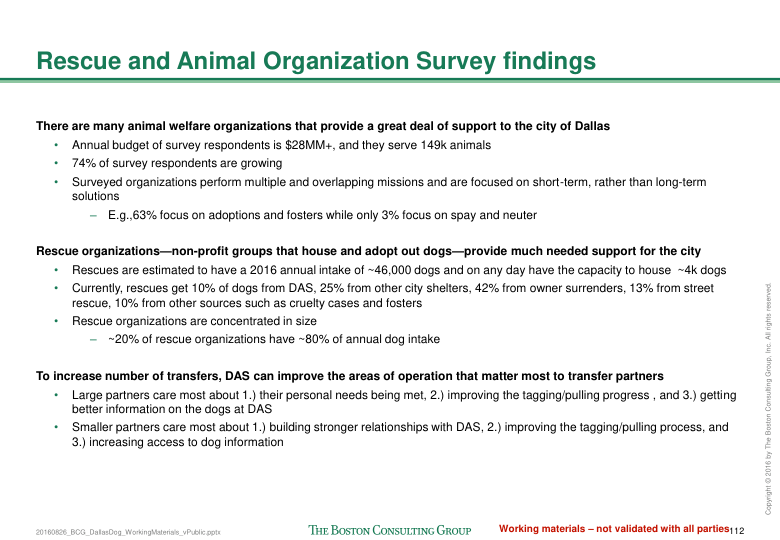 Rescue and Animal Organization Survey findings
There are many animal welfare organizations that provide a great deal of support to the city of Dallas
• Annual budget of survey respondents is $28MM+, and they serve 149k animals
• 74% of survey respondents are growing
• Surveyed organizations perform multiple and overlapping missions and are focused on short-term, rather than long-term
solutions
– E.g.,63% focus on adoptions and fosters while only 3% focus on spay and neuter
Rescue organizations—non-profit groups that house and adopt out dogs—provide much needed support for the city
• Rescues are estimated to have a 2016 annual intake of ~46,000 dogs and on any day have the capacity to house ~4k dogs
• Currently, rescues get 10% of dogs from DAS, 25% from other city shelters, 42% from owner surrenders, 13% from street
rescue, 10% from other sources such as cruelty cases and fosters
• Rescue organizations are concentrated in size
– ~20% of rescue organizations have ~80% of annual dog intake
To increase number of transfers, DAS can improve the areas of operation that matter most to transfer partners
• Large partners care most about 1.) their personal needs being met, 2.) improving the tagging/pulling progress , and 3.) getting
better information on the dogs at DAS
• Smaller partners care most about 1.) building stronger relationships with DAS, 2.) improving the tagging/pulling process, and
3.) increasing access to dog information
Copyright © 2016 by The Boston Consulting Group, Inc. All rights reserved.
20160826_BCG_DallasDog_WorkingMaterials_vPublic.pptx
THE BOSTON CONSULTING GROUP
Working materials – not validated with all parties
112